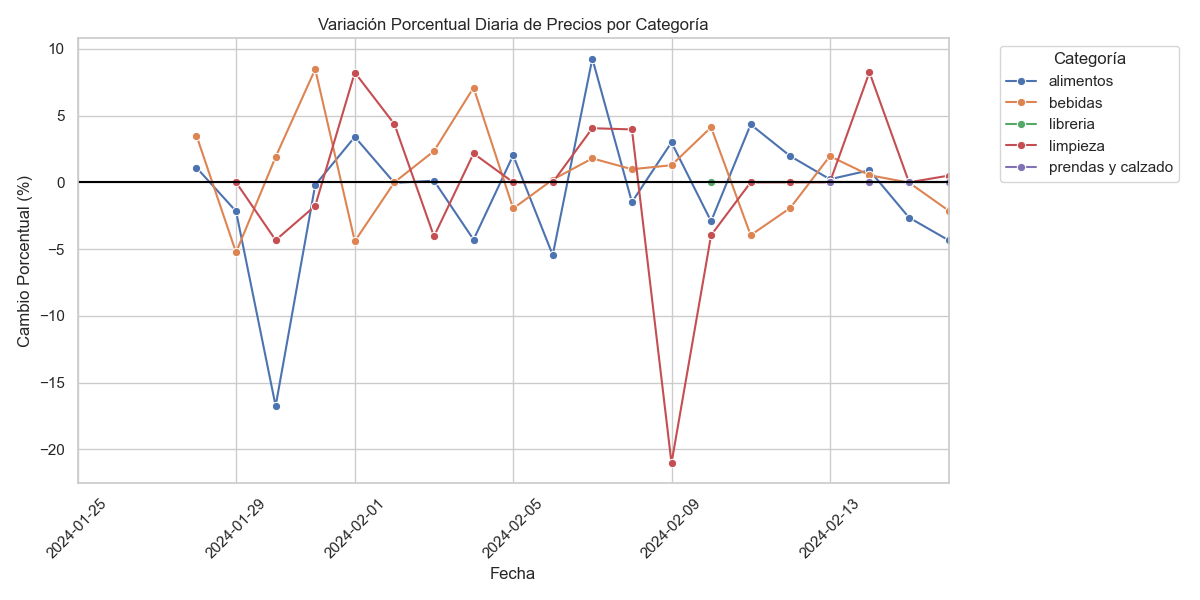 Variación Porcentual Diaria de Precios por Categoría
Cambio Porcentual (%)
10
5
0
−5
−10
−15
−20
2024-01-25
2024-01-29
2024-02-01
2024-02-05
2024-02-09
2024-02-13
Fecha
Categoría
alimentos
bebidas
libreria
limpieza
prendas y calzado